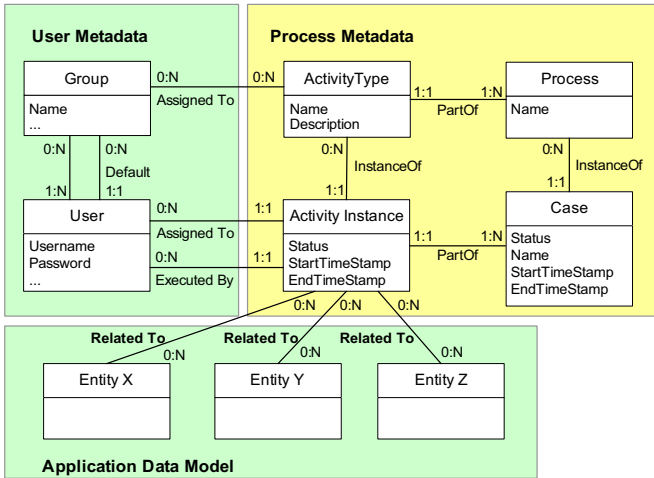 User Metadata
Process Metadata
Group
Name
...
0:N
0:N
Assigned To
ActivityType
Name
Description
1:1
1:N
PartOf
Process
Name
0:N
0:N
Default
1:N
1:1
0:N
InstanceOf
1:1
0:N
InstanceOf
1:1
User
Username
Password
...
0:N
1:1
Assigned To
0:N
1:1
Executed By
Activity Instance
Status
StartTimeStamp
EndTimeStamp
1:1
1:N
PartOf
Case
Status
Name
StartTimeStamp
EndTimeStamp
0:N
0:N
0:N
Related To
Related To
Related To
0:N
0:N
0:N
Entity X
Entity Y
Entity Z
Application Data Model